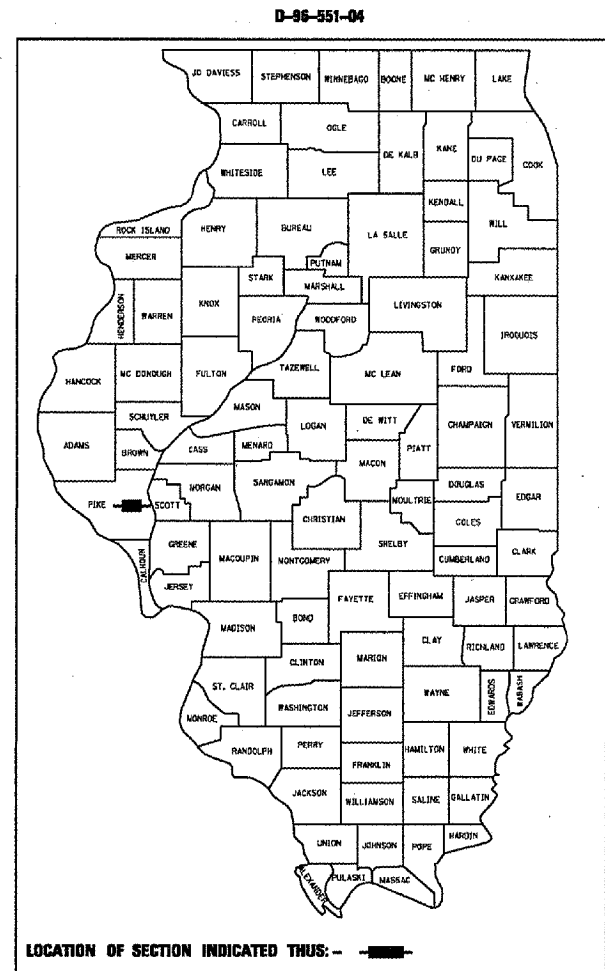 D-96-551-04
JO DAVIESS STEPHENSON WINNEBAGO BOONE MC HENRY LAKE
CARROLL OGLE DE KALB KANE DU PAGE COOK
WHITESIDE LEE
KENDALL WILL
ROCK ISLAND HENRY BUREAU LA SALLE
MERCER PUTNAM GRUNDY
STARK MARSHALL KANKAKEE
HENDERSON WARREN KNOX PEORIA WOODFORD LIVINGSTON IROQUOIS
HANCOCK MC DONOUGH FULTON TAZEWELL MC LEAN FORD
MASON
SCHUYLER LOGAN DE WITT CHAMPAIGN VERMILION
ADAMS BROWN CASS MENARD PIATT
MACON
MORGAN SANGAMON DOUGLAS
PIKE SCOTT MOULTRIE EDGAR
CHRISTIAN COLES
GREENE MACOUPIN MONTGOMERY SHELBY CUMBERLAND CLARK
CALHOUN JERSEY
FAYETTE EFFINGHAM JASPER CRAWFORD
MADISON BOND
CLAY RICHLAND LAWRENCE
CLINTON MARION
ST. CLAIR WAYNE EDWARDS WABASH
WASHINGTON JEFFERSON
MONROE
RANDOLPH PERRY HAMILTON WHITE
FRANKLIN
JACKSON WILLIAMSON SALINE GALLATIN
UNION JOHNSON POPE HARDIN
ALEXANDER PULASKI MASSAC
LOCATION OF SECTION INDICATED THUS: -